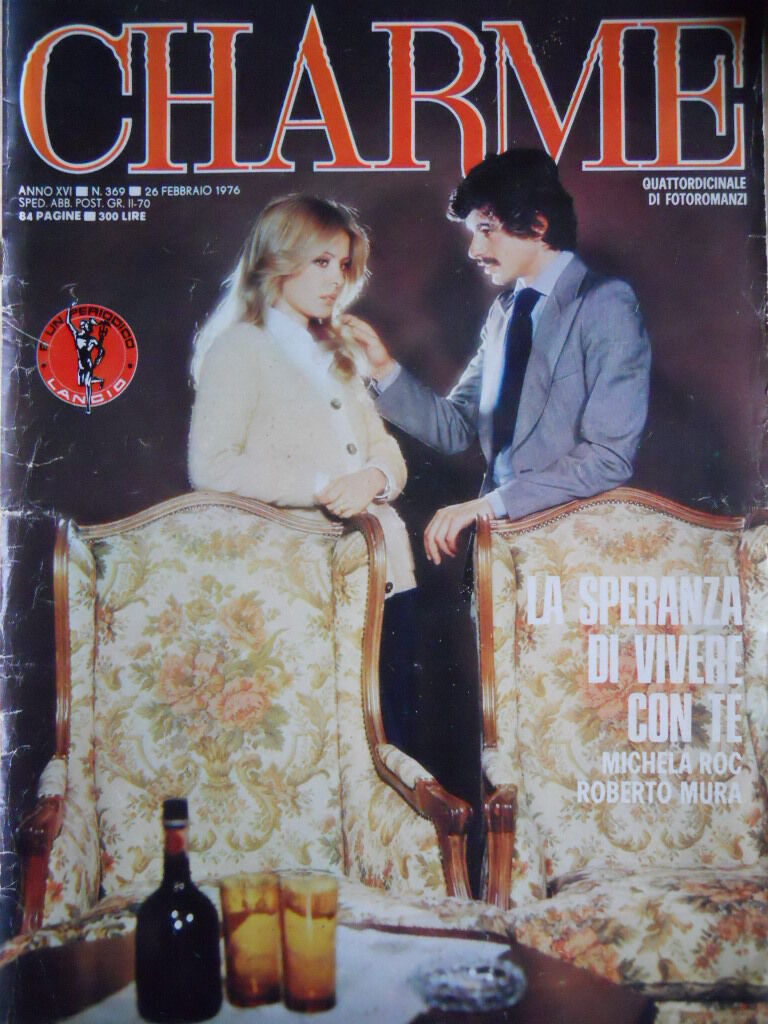 CHARME
ANNO XVI ■ N. 369 ■ 26 FEBBRAIO 1976
SPED. ABB. POST. GR. II-70
84 PAGINE ■ 300 LIRE
QUATTORDICINALE
DI FOTOROMANZI
È UN PERIODICO
LANCIO
LA SPERANZA
DI VIVERE
CON TE
MICHELA ROC
ROBERTO MURA